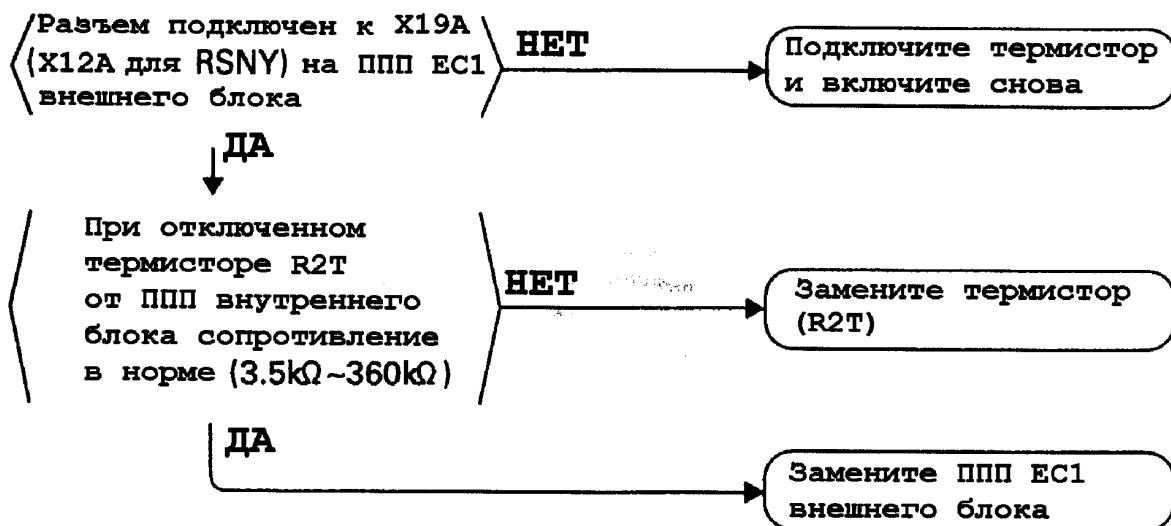 Разъем подключен к X19A
(X12A для RSNY) на ППП EC1
внешнего блока
НЕТ
Подключите термистор
и включите снова
ДА
При отключенном
термисторе R2T
от ППП внутреннего
блока сопротивление
в норме (3.5kΩ~360kΩ)
НЕТ
Замените термистор
(R2T)
ДА
Замените ППП EC1
внешнего блока